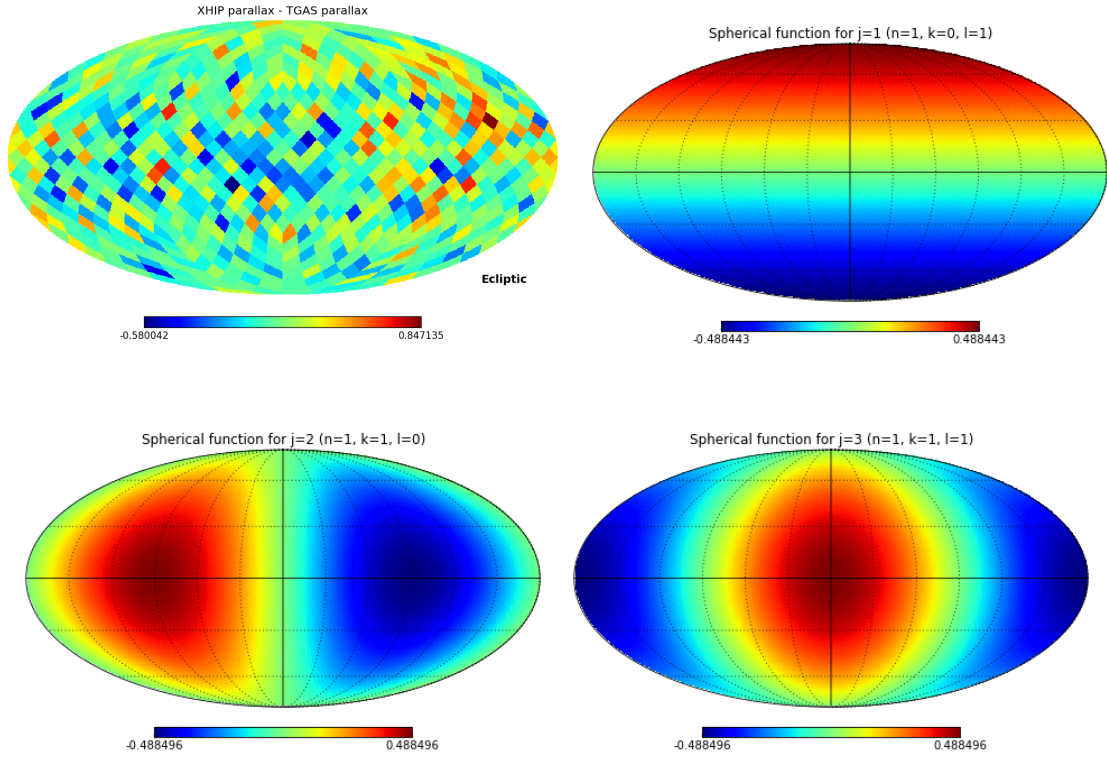 XHIP parallax - TGAS parallax
Ecliptic
-0.580042
0.847135
Spherical function for j=1 (n=1, k=0, l=1)
-0.488443
0.488443
Spherical function for j=2 (n=1, k=1, l=0)
-0.488496
0.488496
Spherical function for j=3 (n=1, k=1, l=1)
-0.488496
0.488496